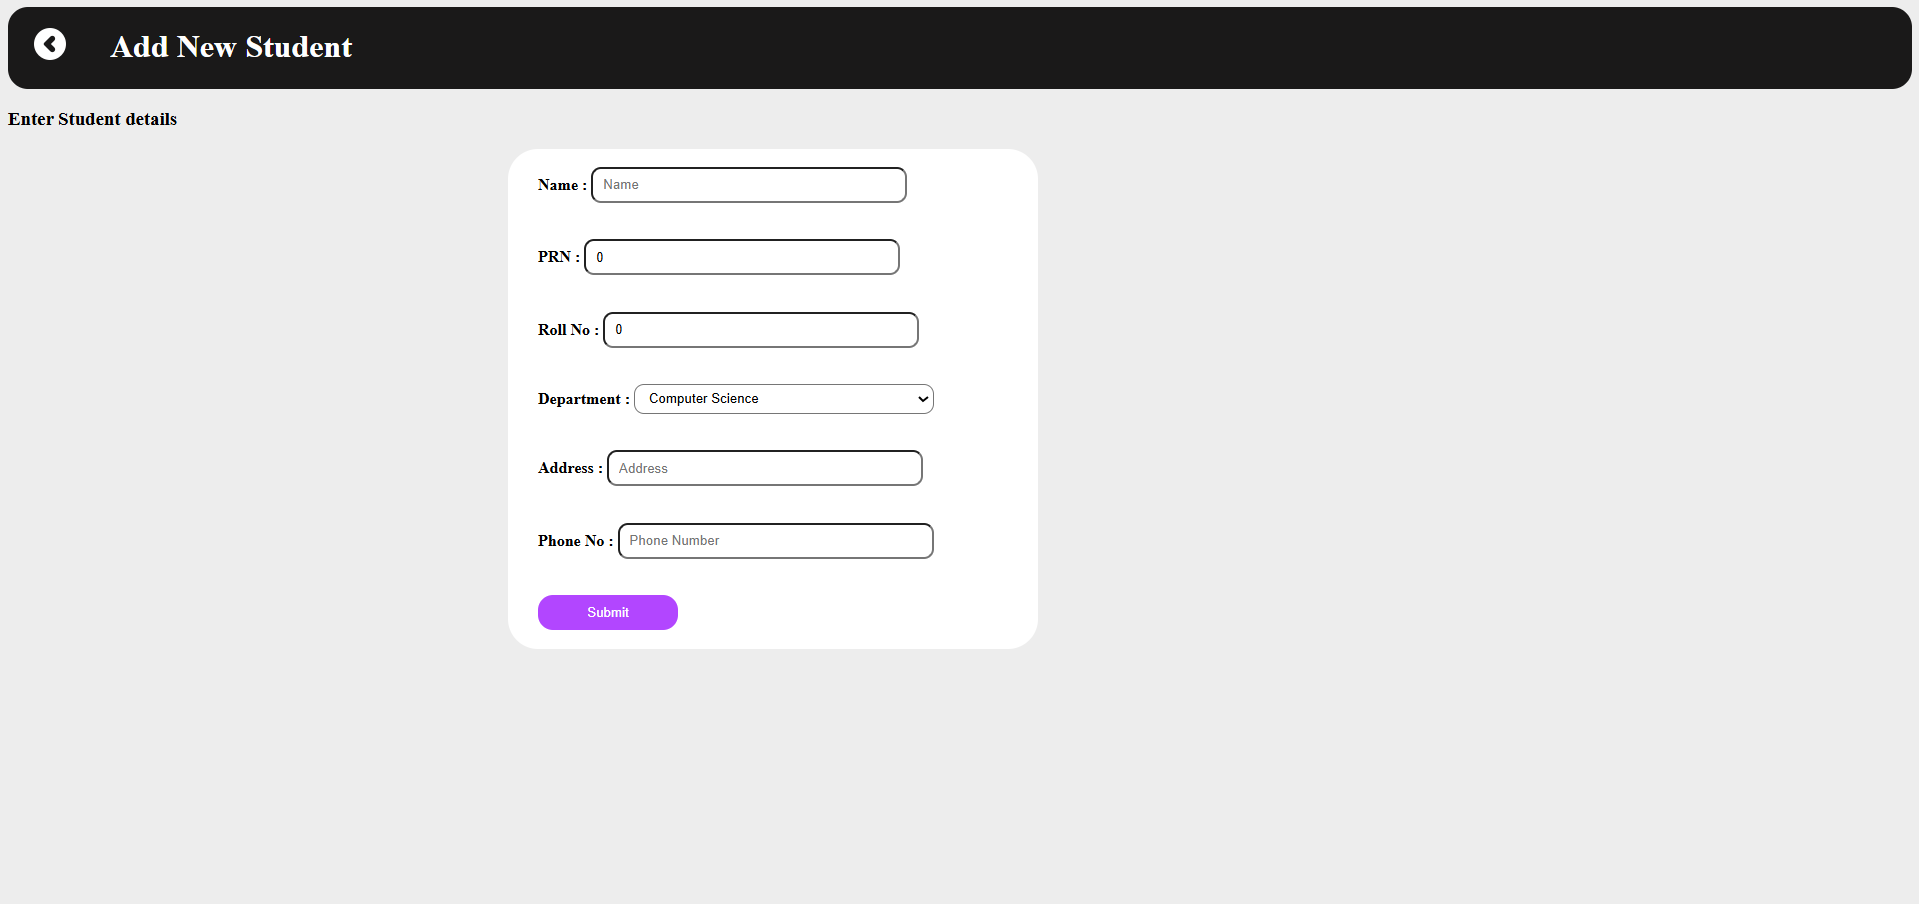 Add New Student
Enter Student details
Name : Name
PRN : 0
Roll No : 0
Department : Computer Science
Address : Address
Phone No : Phone Number
Submit